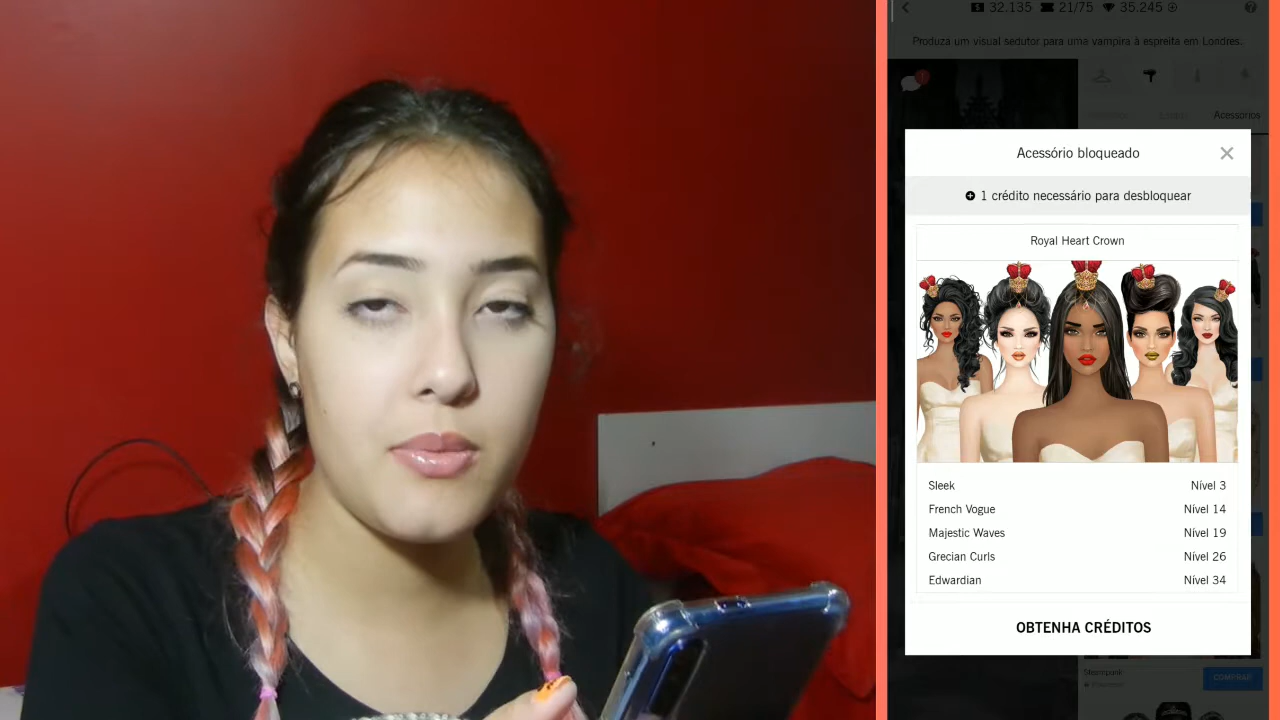 32.135 21/75 35.245
Produza um visual sedutor para uma vampira à espreita em Londres.
Acessórios
Acessório bloqueado
1 crédito necessário para desbloquear
Royal Heart Crown
Sleek Nível 3
French Vogue Nível 14
Majestic Waves Nível 19
Grecian Curls Nível 26
Edwardian Nível 34
OBTENHA CRÉDITOS
Steampunk
COMPRAR